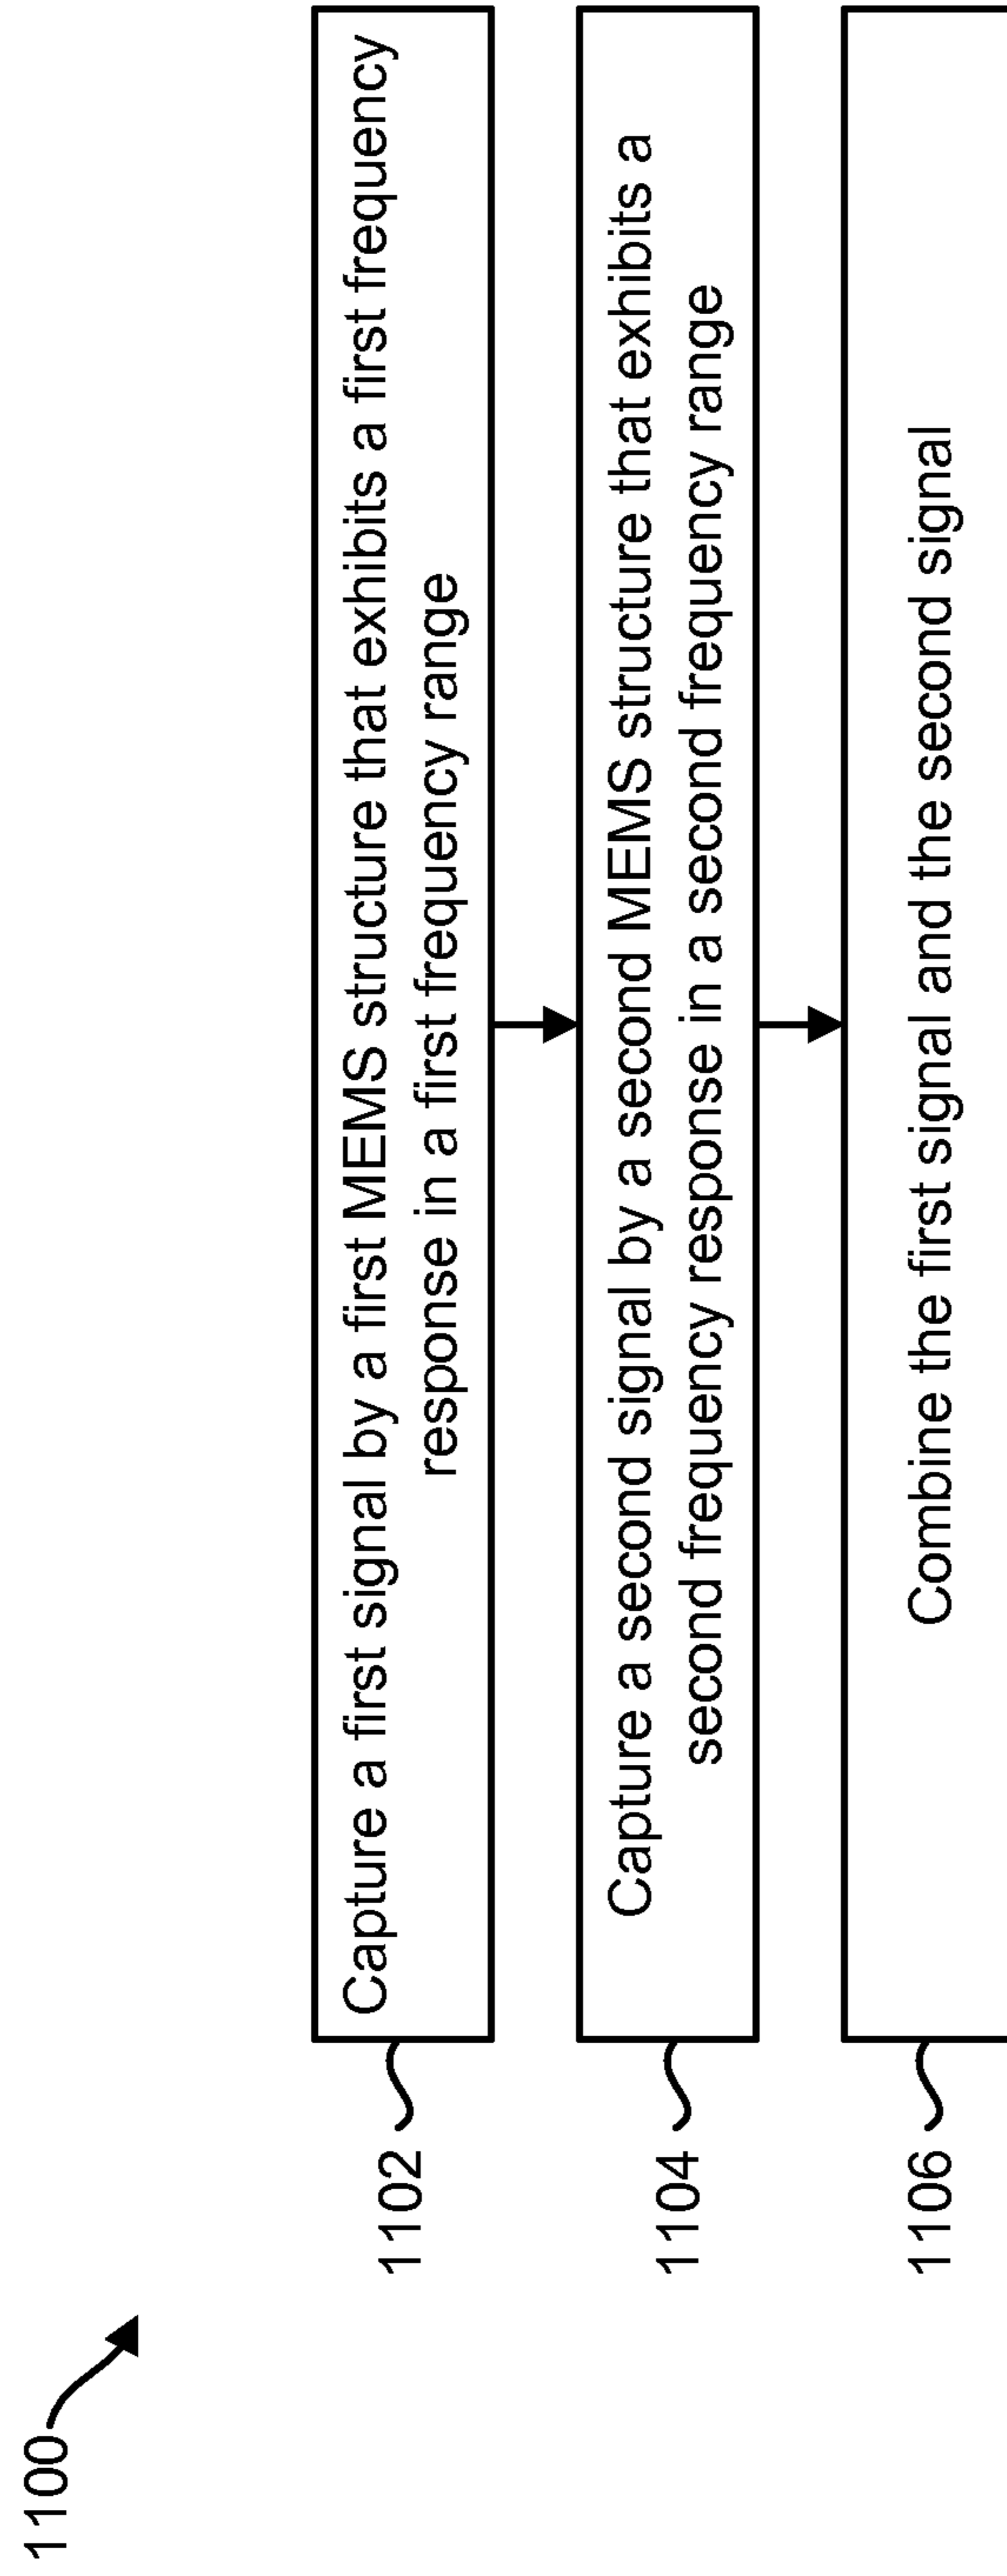 1100
1102
Capture a first signal by a first MEMS structure that exhibits a first frequency
response in a first frequency range
1104
Capture a second signal by a second MEMS structure that exhibits a
second frequency response in a second frequency range
1106
Combine the first signal and the second signal